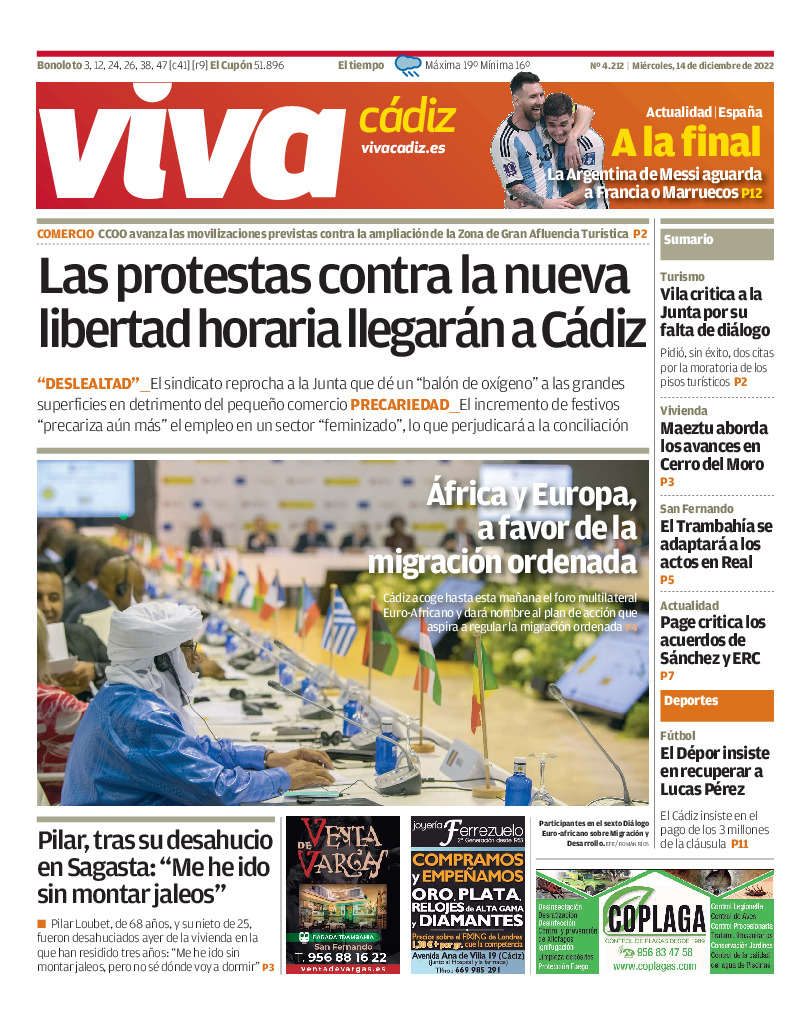 Bonoloto 3, 12, 24, 26, 38, 47 [c41] [r9] El Cupón 51.896
El tiempo
Máxima 19º Mínima 16º
Nº 4.212 | Miércoles, 14 de diciembre de 2022
viva
cádiz
vivacadiz.es
Actualidad | España
A la final
La Argentina de Messi aguarda
a Francia o Marruecos P12
COMERCIO CCOO avanza las movilizaciones previstas contra la ampliación de la Zona de Gran Afluencia Turística P2
Las protestas contra la nueva
libertad horaria llegarán a Cádiz
“DESLEALTAD”_El sindicato reprocha a la Junta que dé un “balón de oxígeno” a las grandes
superficies en detrimento del pequeño comercio PRECARIEDAD_El incremento de festivos
“precariza aún más” el empleo en un sector “feminizado”, lo que perjudicará a la conciliación
África y Europa,
a favor de la
migración ordenada
Cádiz acoge hasta esta mañana el foro multilateral
Euro-Africano y dará nombre al plan de acción que
aspira a regular la migración ordenada P4
Sumario
Turismo
Vila critica a la
Junta por su
falta de diálogo
Pidió, sin éxito, dos citas
por la moratoria de los
pisos turísticos P2
Vivienda
Maeztu aborda
los avances en
Cerro del Moro
P3
San Fernando
El Trambahía se
adaptará a los
actos en Real
P5
Actualidad
Page critica los
acuerdos de
Sánchez y ERC
P7
Deportes
Fútbol
El Dépor insiste
en recuperar a
Lucas Pérez
El Cádiz insiste en el
pago de los 3 millones
de la cláusula P11
Pilar, tras su desahucio
en Sagasta: “Me he ido
sin montar jaleos”
Pilar Loubet, de 68 años, y su nieto de 25,
fueron desahuciados ayer de la vivienda en la
que han residido tres años: “Me he ido sin
montar jaleos, pero no sé dónde voy a dormir” P3
VENTA
DE
VARGAS
PARADA TRAMBAHIA
San Fernando
T. 956 88 16 22
ventadevargas.es
joyería Ferrezuelo
2ª Generación desde 1953
COMPRAMOS
y EMPEÑAMOS
ORO, PLATA,
RELOJES DE ALTA GAMA
y DIAMANTES
Precios sobre el FIXING de Londres
1,38 €+ por gr. que la competencia
Avenida Ana de Villa 19 (Cádiz)
(Junto al Hospital y la farmacia)
Tfno.: 669 985 291
Participantes en el sexto Diálogo
Euro-africano sobre Migración y
Desarrollo. EFE/ROMÁN RÍOS
Desinsectación
Desratización
Desinfección
Control y prevención
de xilófagos
Ignifugación
Limpieza depósitos
Protección Fuego
COPLAGA
CONTROL DE PLAGAS DESDE 1989
956 83 47 58
www.coplagas.com
Control Legionella
Control de Aves
Control Procesionaria
Control Termitas
Conservación Jardines
Control de la calidad
del agua de Piscinas